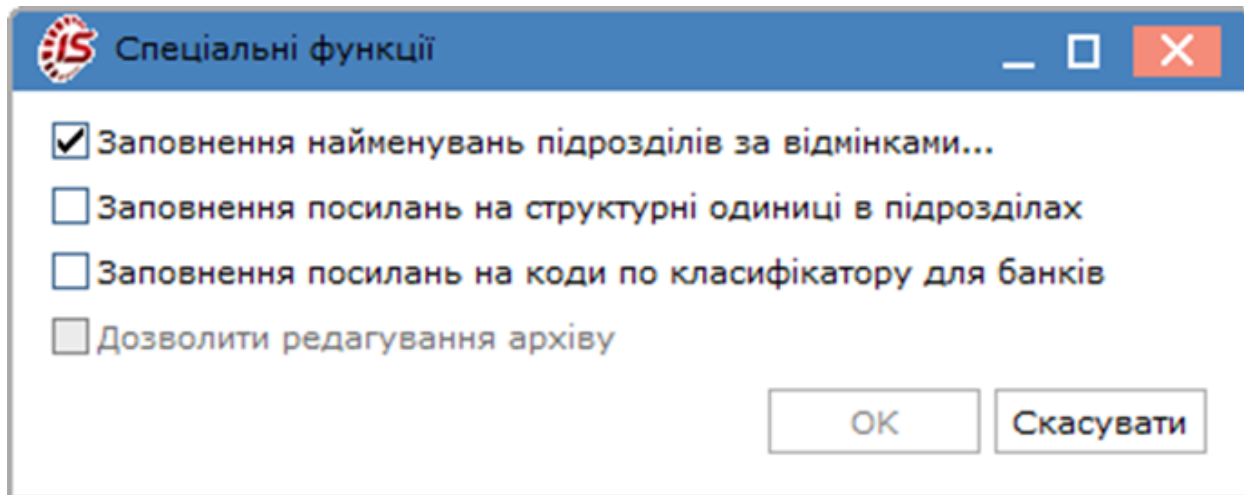 IS
Спеціальні функції
Заповнення найменувань підрозділів за відмінками...
Заповнення посилань на структурні одиниці в підрозділах
Заповнення посилань на коди по класифікатору для банків
Дозволити редагування архіву
ОК Скасувати